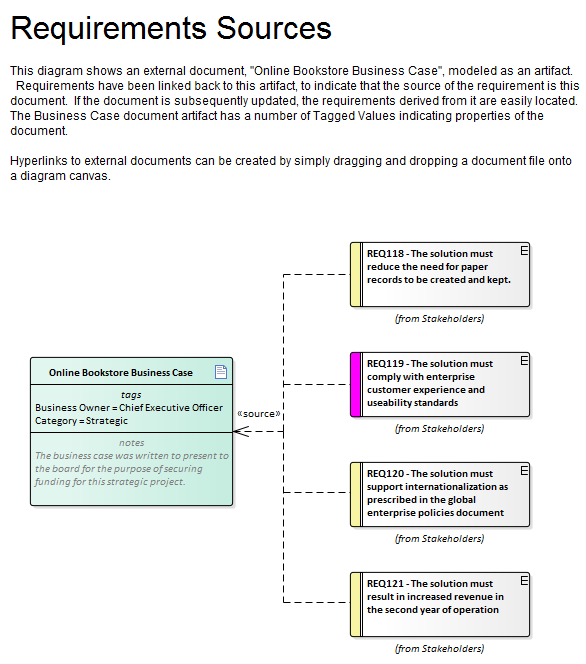 Requirements Sources
This diagram shows an external document, "Online Bookstore Business Case", modeled as an artifact.
Requirements have been linked back to this artifact, to indicate that the source of the requirement is this
document. If the document is subsequently updated, the requirements derived from it are easily located.
The Business Case document artifact has a number of Tagged Values indicating properties of the
document.
Hyperlinks to external documents can be created by simply dragging and dropping a document file onto
a diagram canvas.
Online Bookstore Business Case
tags
Business Owner = Chief Executive Officer
Category = Strategic
notes
The business case was written to present to
the board for the purpose of securing
funding for this strategic project.
«source»
REQ118 - The solution must
reduce the need for paper
records to be created and kept.
E
(from Stakeholders)
REQ119 - The solution must
comply with enterprise
customer experience and
useability standards
E
(from Stakeholders)
REQ120 - The solution must
support internationalization as
prescribed in the global
enterprise policies document
E
(from Stakeholders)
REQ121 - The solution must
result in increased revenue in
the second year of operation
E
(from Stakeholders)